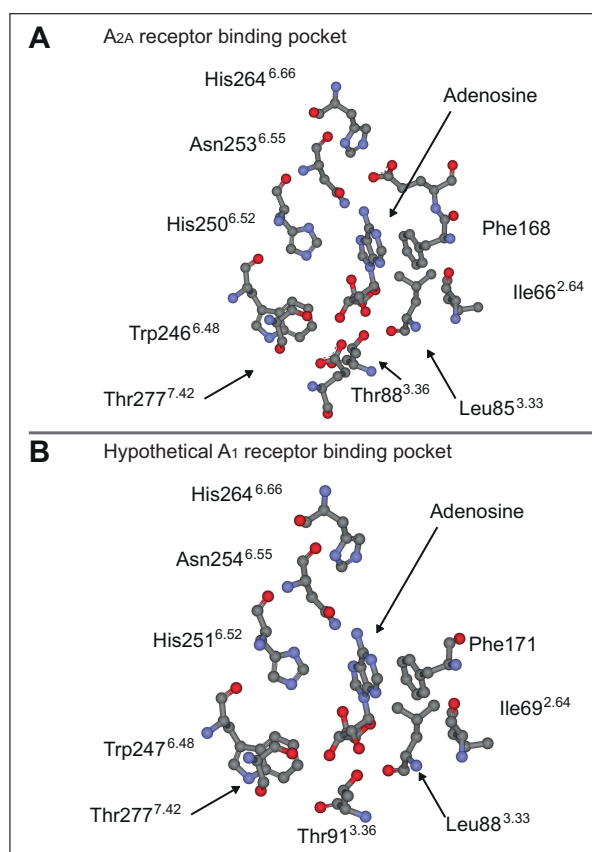 A A2A receptor binding pocket
His264^6.66
Adenosine
Asn253^6.55
His250^6.52
Phe168
Ile66^2.64
Trp246^6.48
Thr277^7.42
Thr88^3.36
Leu85^3.33
B Hypothetical A1 receptor binding pocket
His264^6.66
Adenosine
Asn254^6.55
His251^6.52
Phe171
Ile69^2.64
Trp247^6.48
Thr277^7.42
Leu88^3.33
Thr91^3.36